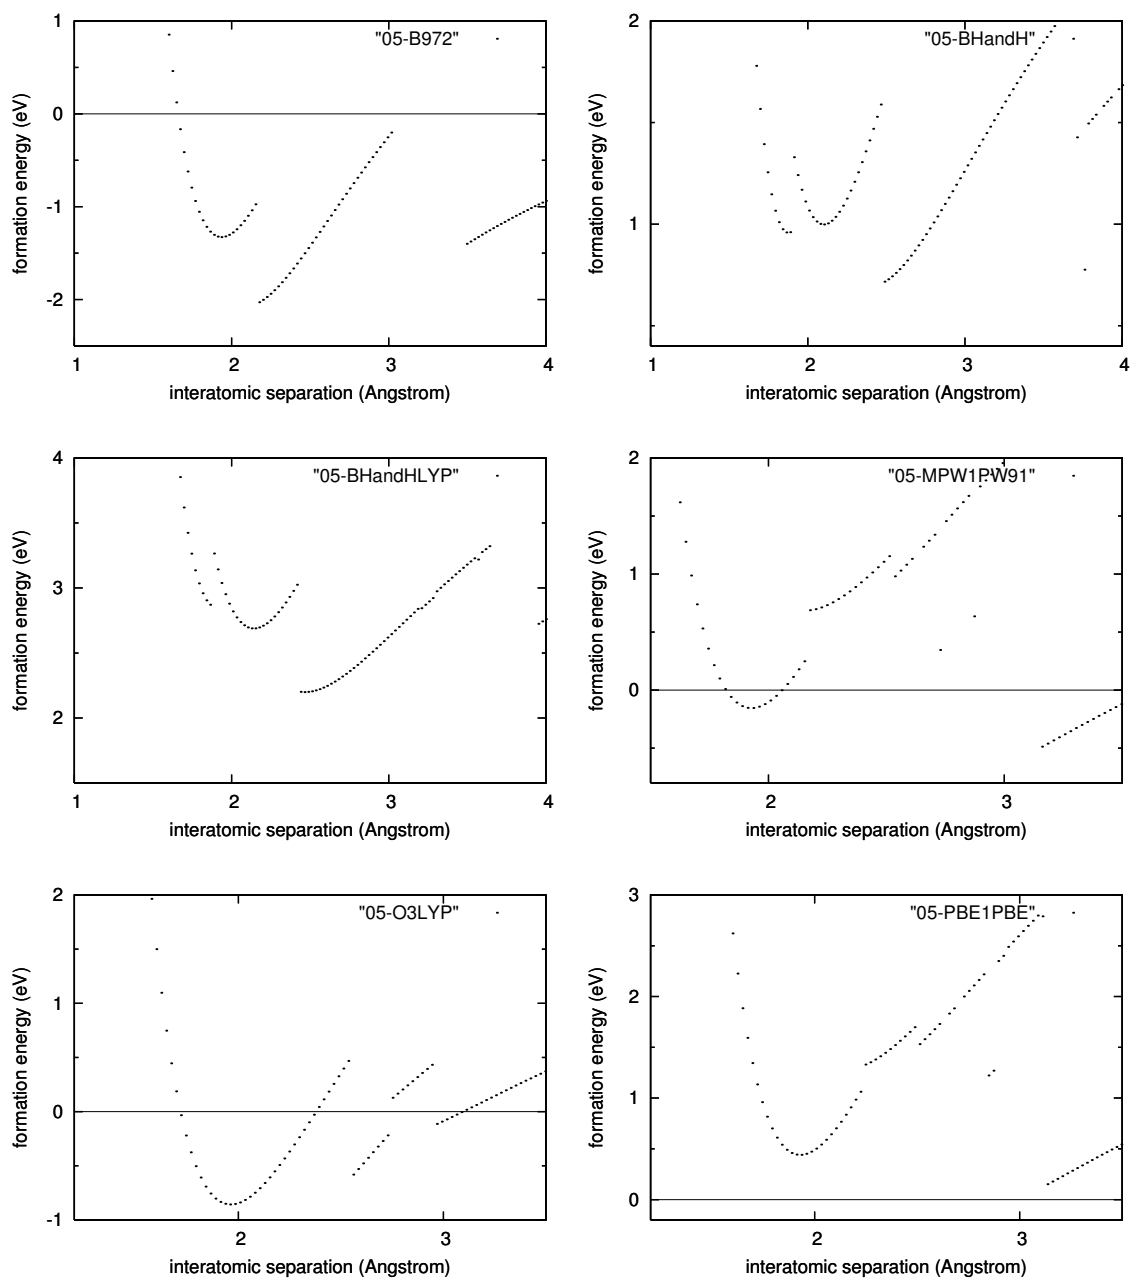 "05-B972"
1
0
-1
-2
formation energy (eV)
1 2 3 4
interatomic separation (Angstrom)
"05-BHandH"
2
1
formation energy (eV)
1 2 3 4
interatomic separation (Angstrom)
"05-BHandHLYP"
4
3
2
formation energy (eV)
1 2 3 4
interatomic separation (Angstrom)
"05-MPW1PW91"
2
1
0
formation energy (eV)
2 3
interatomic separation (Angstrom)
"05-O3LYP"
2
1
0
-1
formation energy (eV)
2 3
interatomic separation (Angstrom)
"05-PBE1PBE"
3
2
1
0
formation energy (eV)
2 3
interatomic separation (Angstrom)